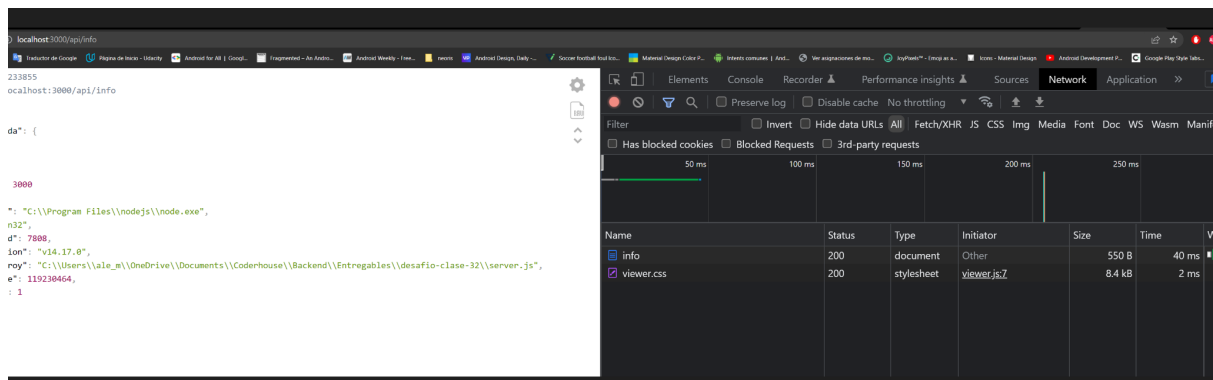 localhost:3000/api/info
Traductor de Google Página de Inicio - Udacity Android for All | Googl... Fragmented - An Andro... Android Weekly - Free... neons Android Design, Daily -... Soccer football foul Ico... Material Design Color P... Intents comunes | And... Ver asignaciones de mo... JoyPixels™ - Emoji as a... Icons - Material Design Android Development P... Google Play Style Tabs...
233855
ocalhost:3000/api/info
da": {
3000
": "C:\\Program Files\\nodejs\\node.exe",
n32",
d": 7808,
ion": "v14.17.0",
roy": "C:\\Users\\ale_m\\OneDrive\\Documents\\Coderhouse\\Backend\\Entregables\\desafio-clase-32\\server.js",
e": 119230464,
: 1
Elements Console Recorder Performance insights Sources Network Application »
Preserve log Disable cache No throttling
Filter Invert Hide data URLs All Fetch/XHR JS CSS Img Media Font Doc WS Wasm Manif
Has blocked cookies Blocked Requests 3rd-party requests
50 ms 100 ms 150 ms 200 ms 250 ms
Name Status Type Initiator Size Time
info 200 document Other 550 B 40 ms
viewer.css 200 stylesheet viewer.js:7 8.4 kB 2 ms